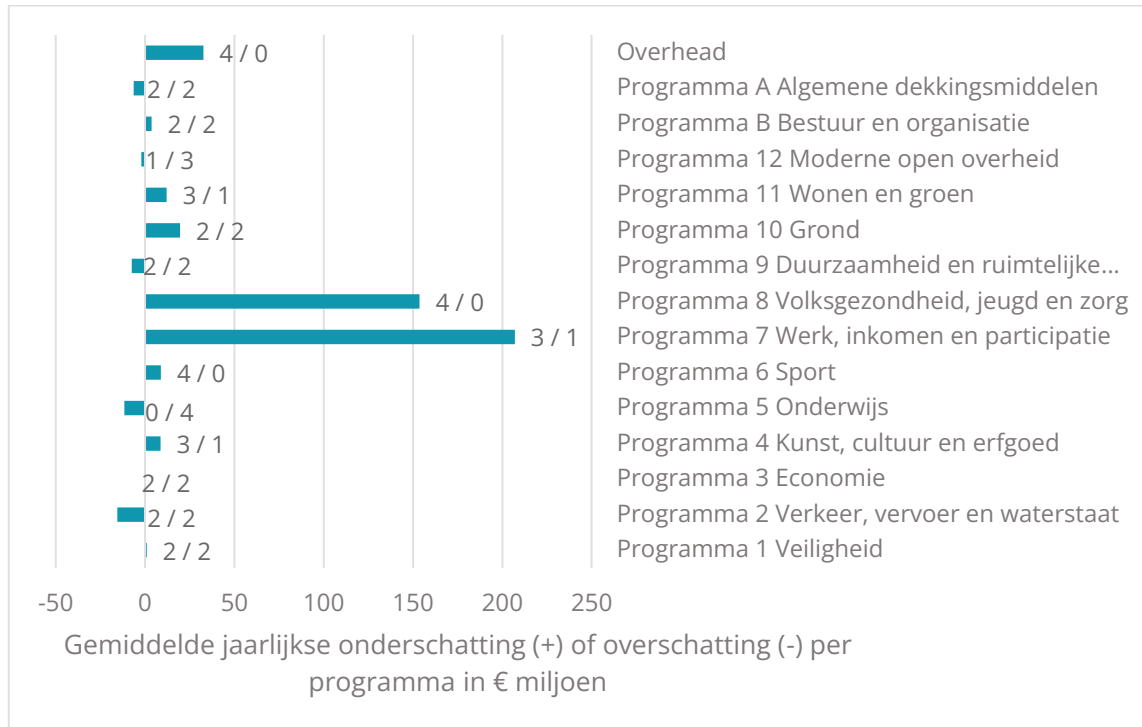 4 / 0 Overhead
2 / 2 Programma A Algemene dekkingsmiddelen
2 / 2 Programma B Bestuur en organisatie
1 / 3 Programma 12 Moderne open overheid
3 / 1 Programma 11 Wonen en groen
2 / 2 Programma 10 Grond
2 / 2 Programma 9 Duurzaamheid en ruimtelijke...
4 / 0 Programma 8 Volksgezondheid, jeugd en zorg
3 / 1 Programma 7 Werk, inkomen en participatie
4 / 0 Programma 6 Sport
0 / 4 Programma 5 Onderwijs
3 / 1 Programma 4 Kunst, cultuur en erfgoed
2 / 2 Programma 3 Economie
2 / 2 Programma 2 Verkeer, vervoer en waterstaat
2 / 2 Programma 1 Veiligheid
-50 0 50 100 150 200 250
Gemiddelde jaarlijkse onderschatting (+) of overschatting (-) per
programma in € miljoen